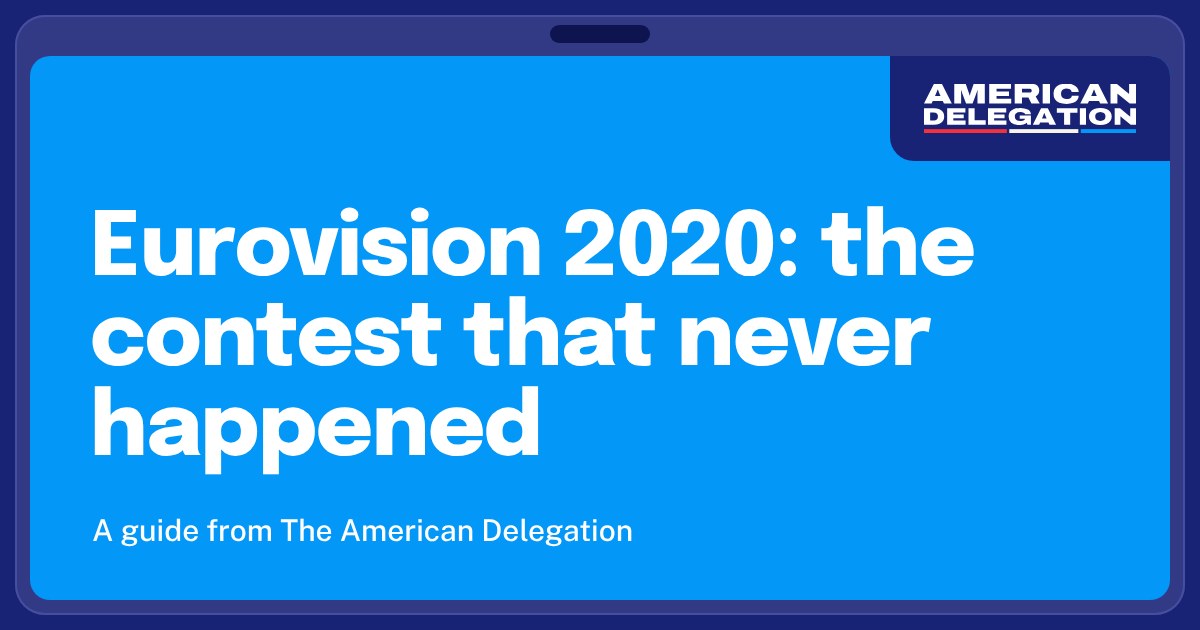 AMERICAN
DELEGATION
Eurovision 2020: the
contest that never
happened
A guide from The American Delegation